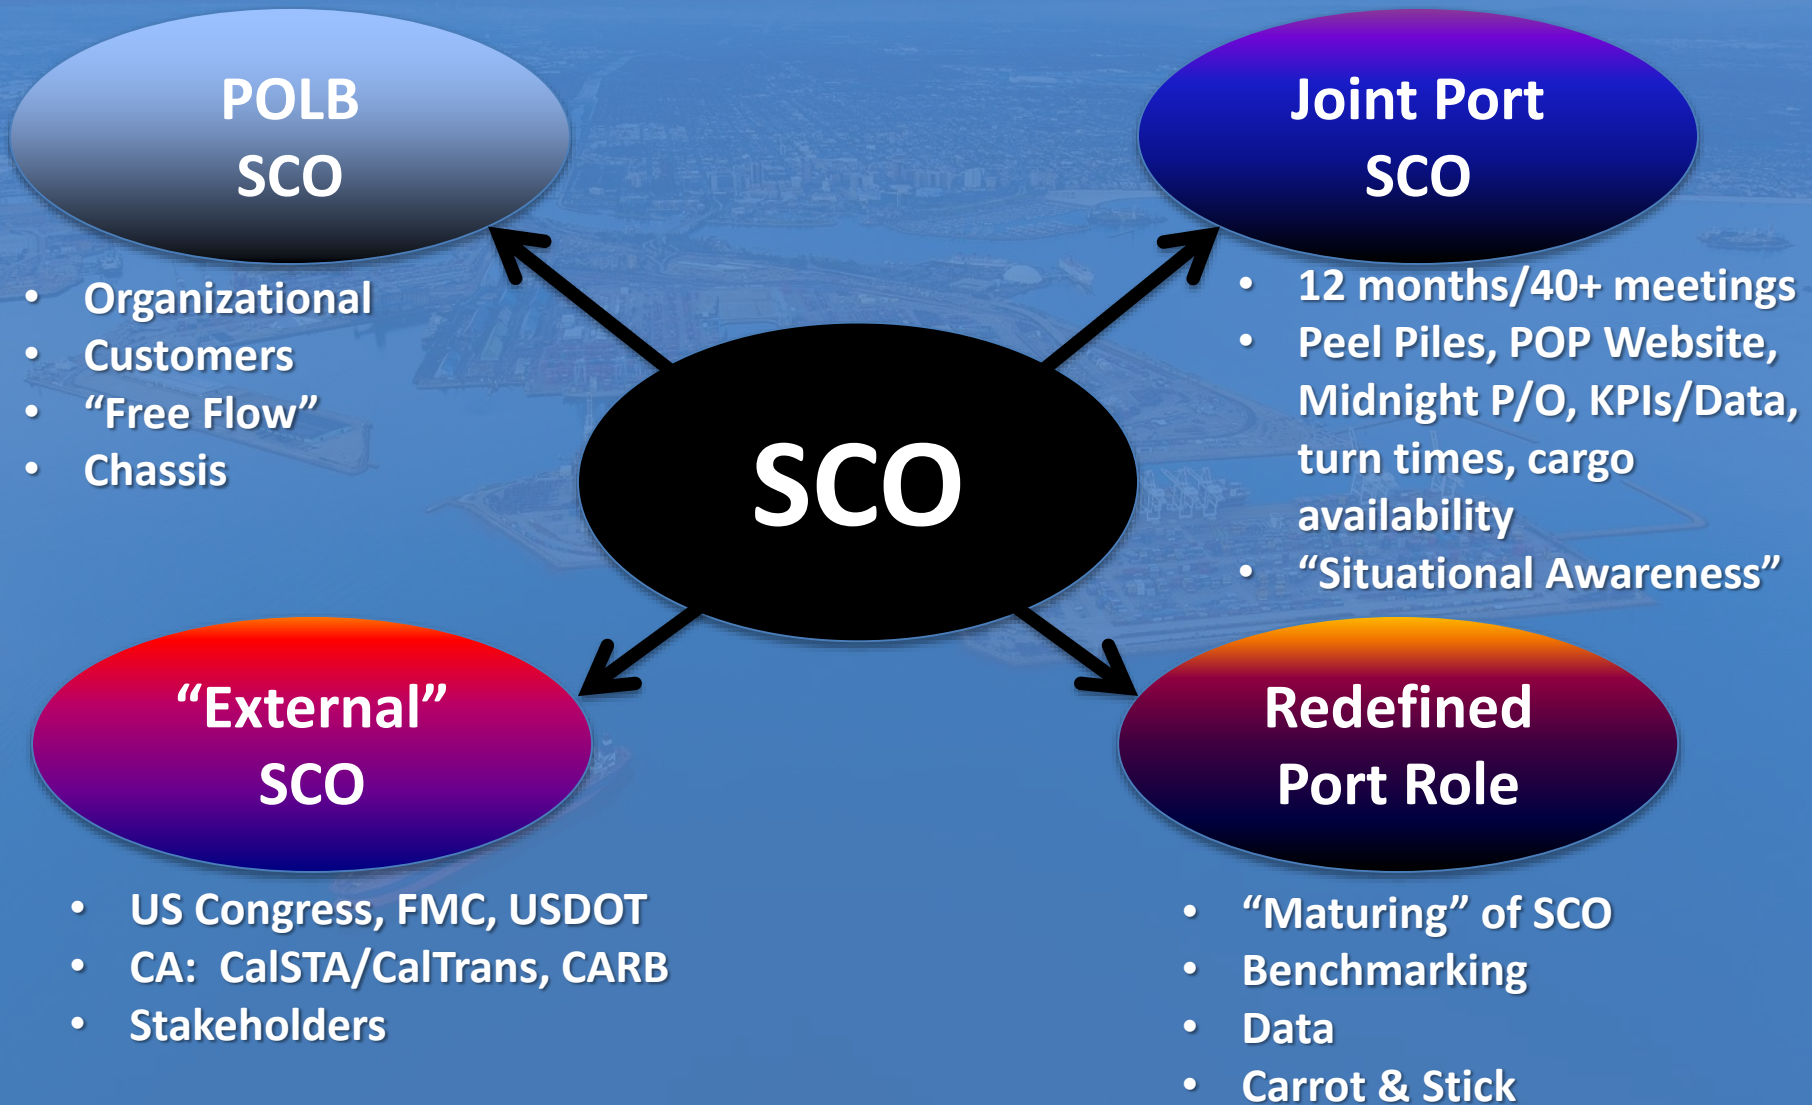 POLB
SCO
• Organizational
• Customers
• “Free Flow”
• Chassis
Joint Port
SCO
• 12 months/40+ meetings
• Peel Piles, POP Website,
Midnight P/O, KPIs/Data,
turn times, cargo
availability
• “Situational Awareness”
SCO
“External”
SCO
• US Congress, FMC, USDOT
• CA: CalSTA/CalTrans, CARB
• Stakeholders
Redefined
Port Role
• “Maturing” of SCO
• Benchmarking
• Data
• Carrot & Stick